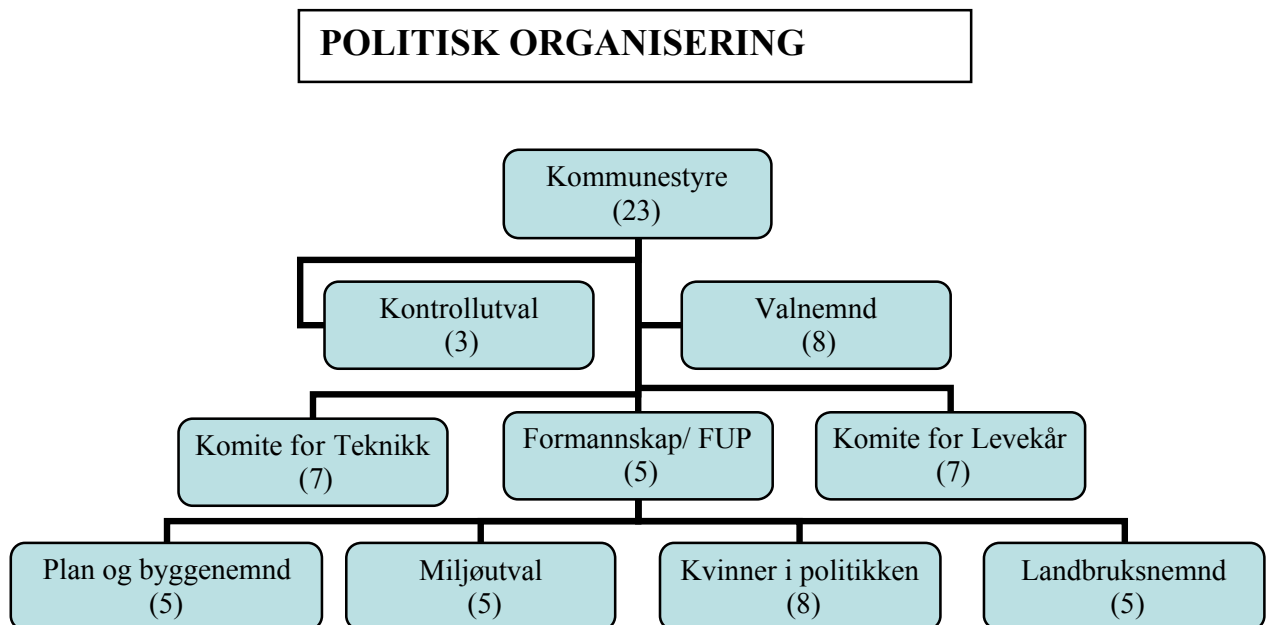 POLITISK ORGANISERING
Kommunestyre
(23)
Kontrollutval
(3)
Valnemnd
(8)
Komite for Teknikk
(7)
Formannskap/ FUP
(5)
Komite for Levekår
(7)
Plan og byggenemnd
(5)
Miljøutval
(5)
Kvinner i politikken
(8)
Landbruksnemnd
(5)